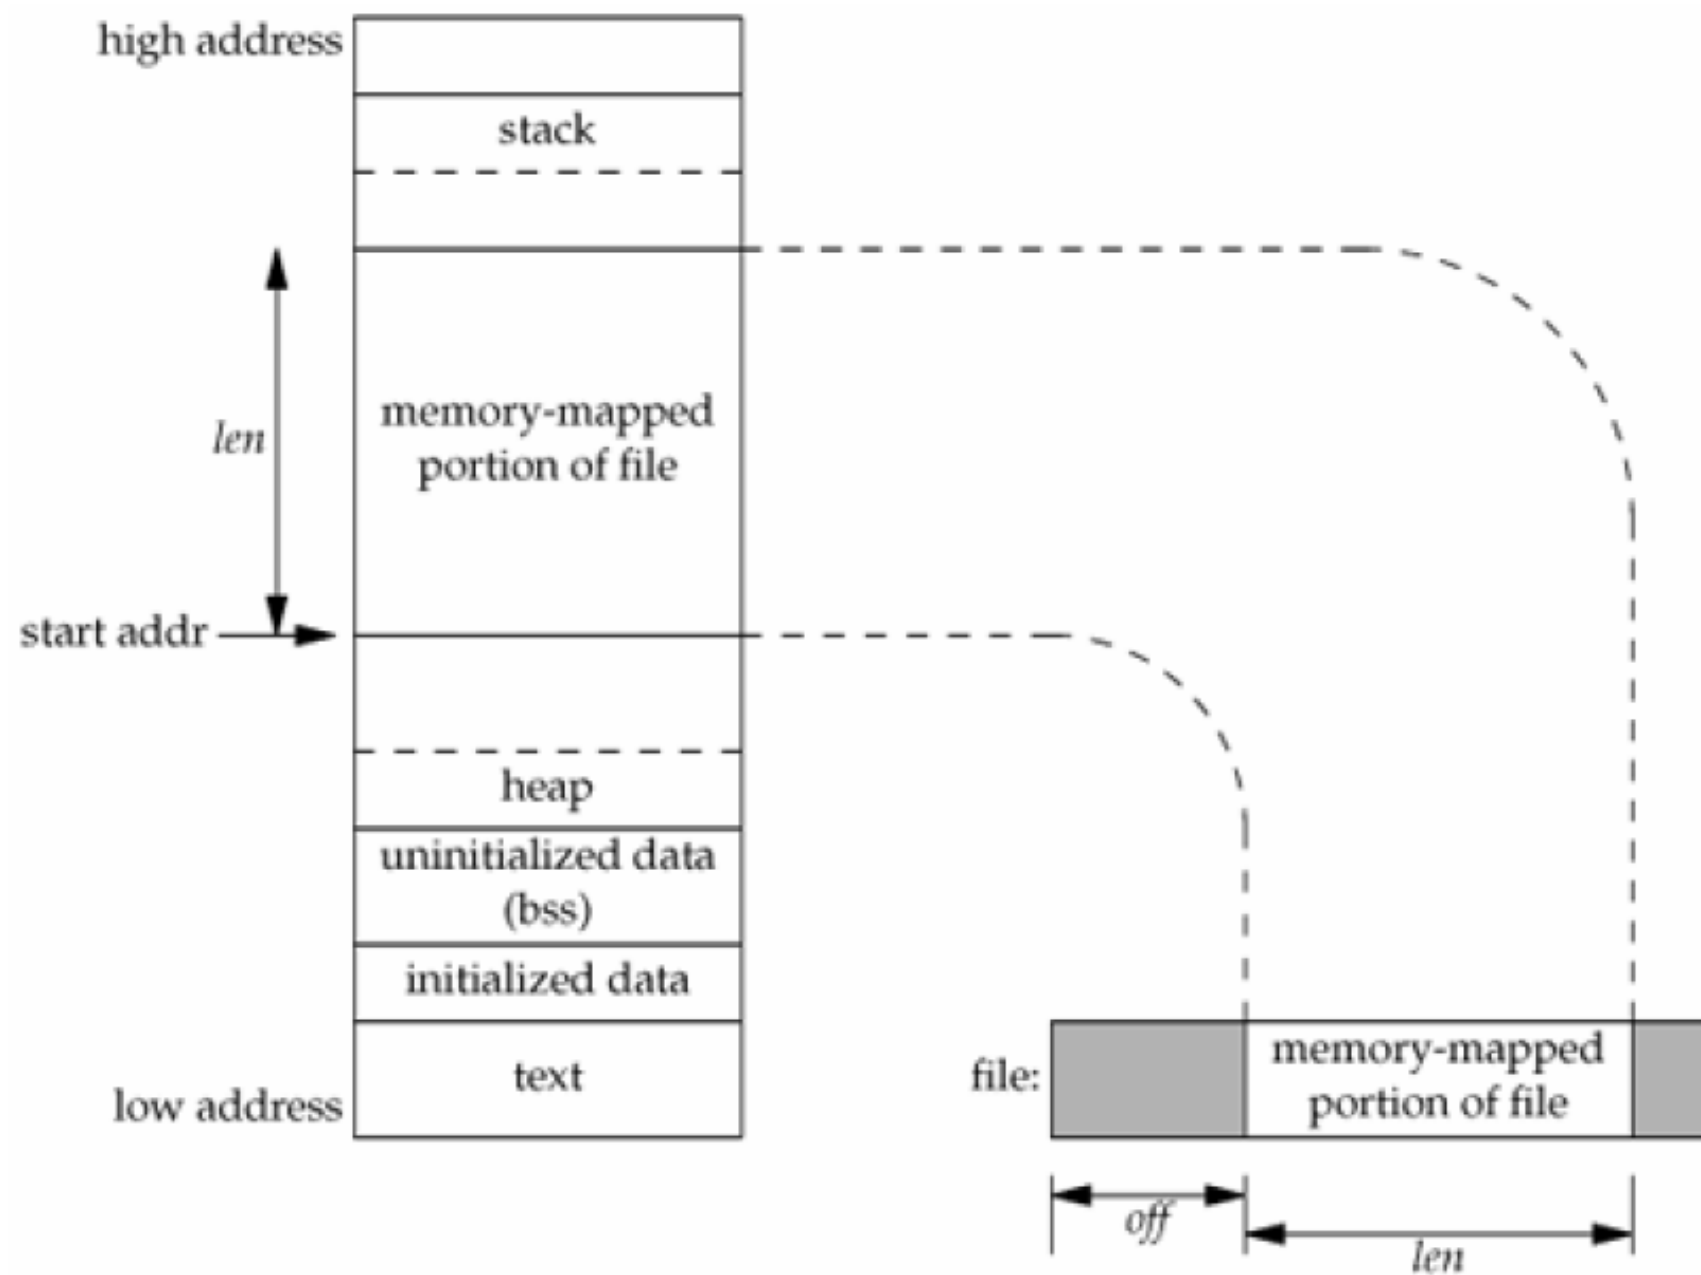 high address
stack
memory-mapped
portion of file
len
start addr
heap
uninitialized data
(bss)
initialized data
text
low address
file:
memory-mapped
portion of file
off
len